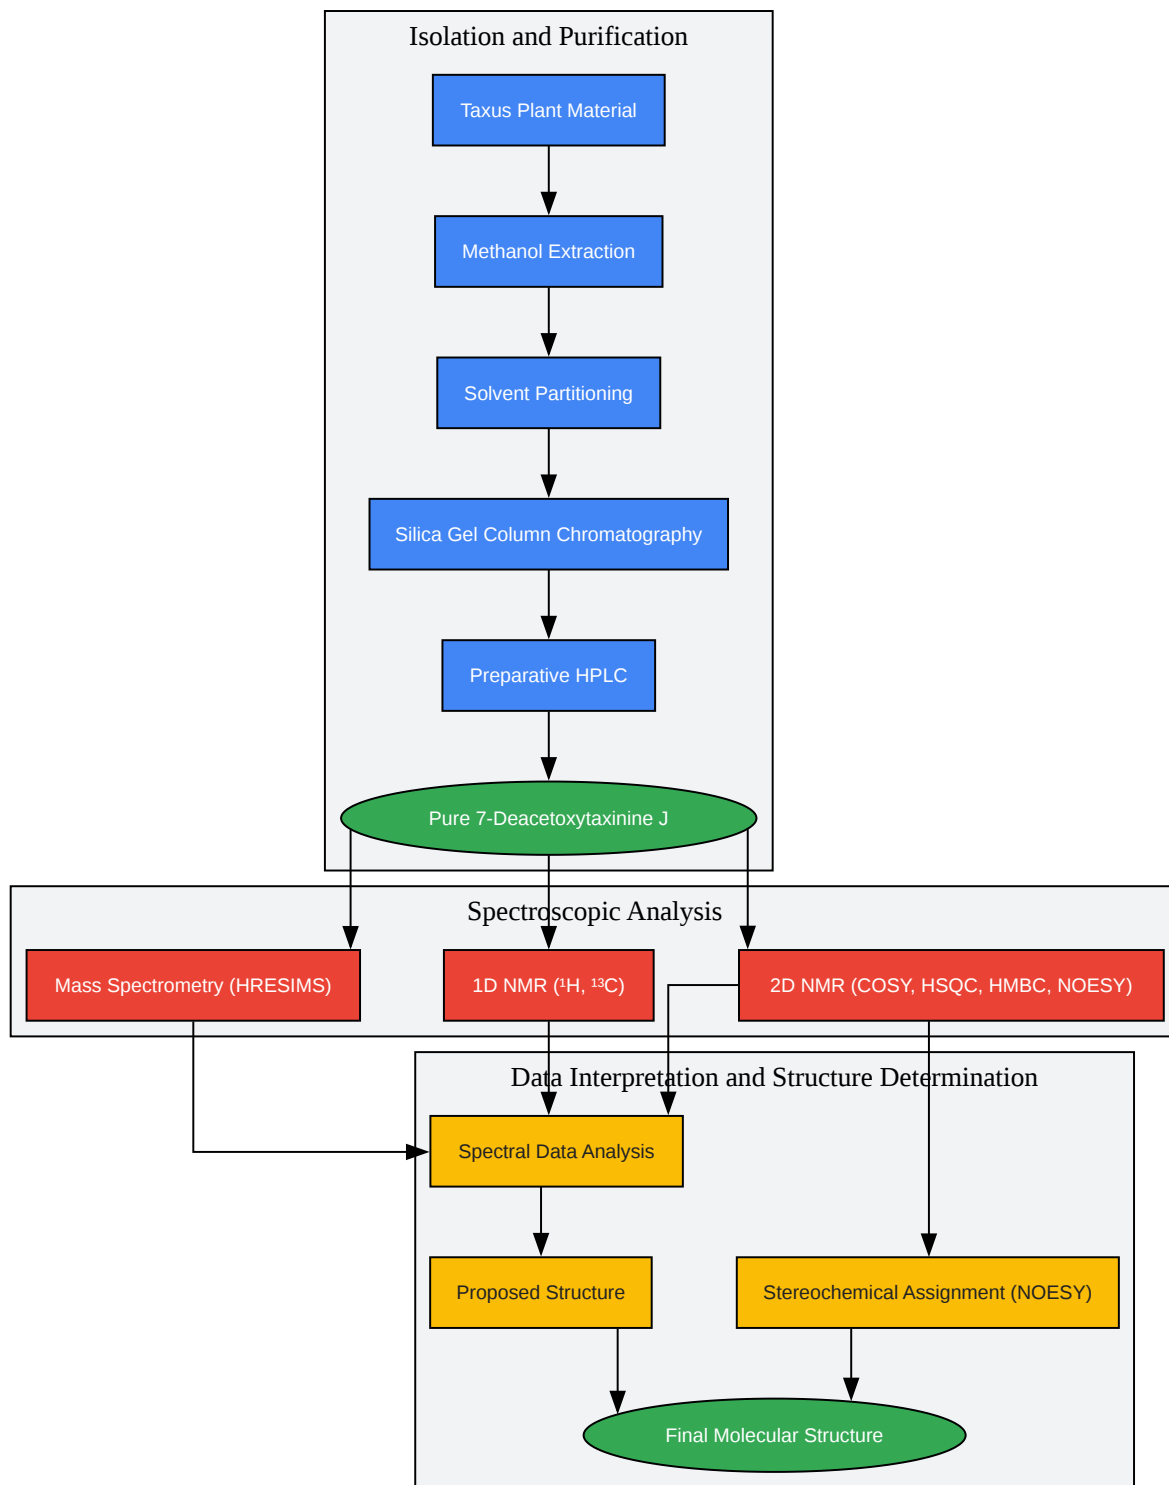 Isolation and Purification
Taxus Plant Material
Methanol Extraction
Solvent Partitioning
Silica Gel Column Chromatography
Preparative HPLC
Pure 7-Deacetoxytaxinine J
Spectroscopic Analysis
Mass Spectrometry (HRESIMS)
1D NMR (¹H, ¹³C)
2D NMR (COSY, HSQC, HMBC, NOESY)
Data Interpretation and Structure Determination
Spectral Data Analysis
Proposed Structure
Stereochemical Assignment (NOESY)
Final Molecular Structure